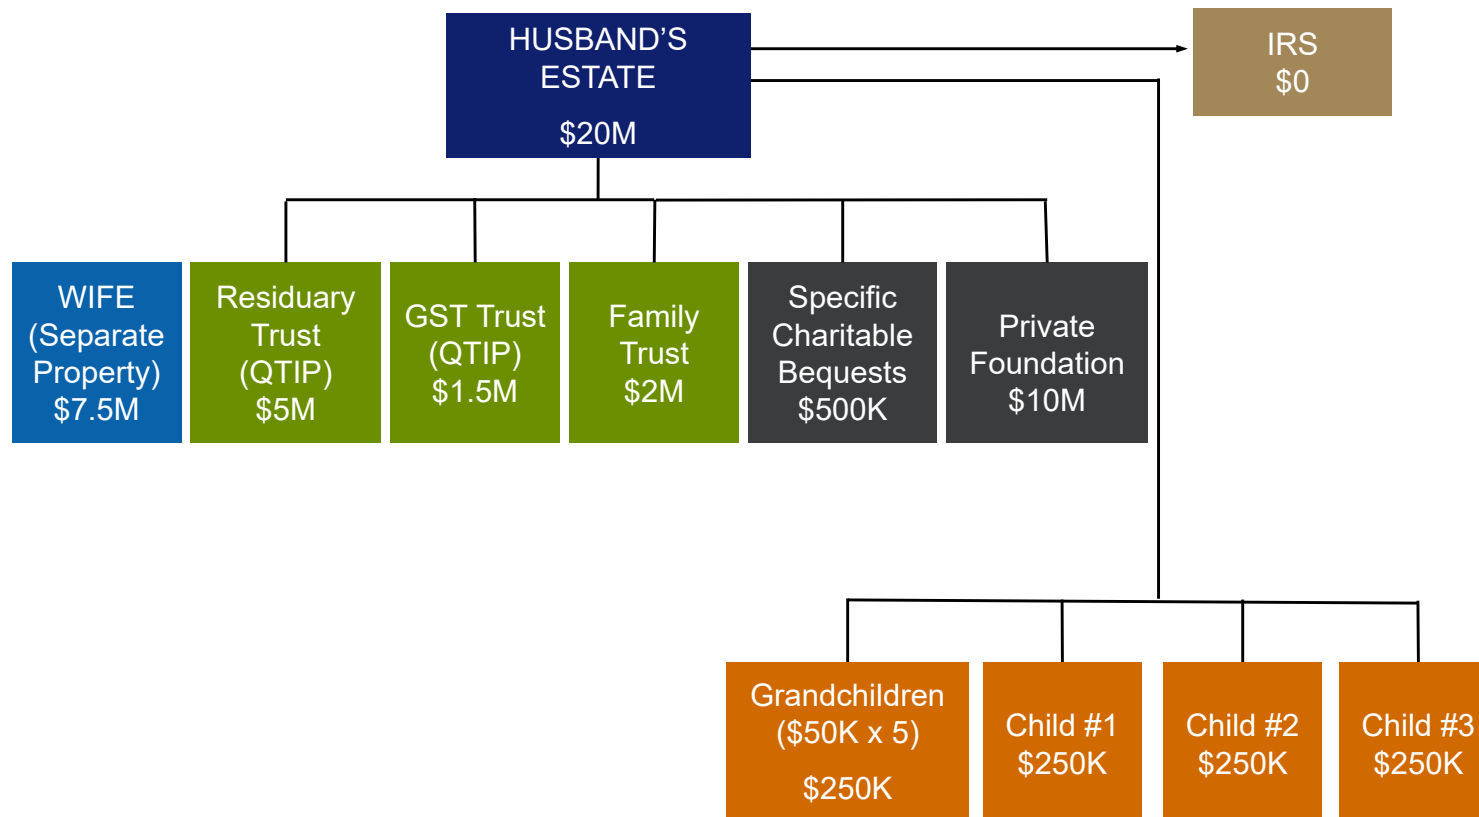 HUSBAND’S
ESTATE
$20M
IRS
$0
WIFE
(Separate
Property)
$7.5M
Residuary
Trust
(QTIP)
$5M
GST Trust
(QTIP)
$1.5M
Family
Trust
$2M
Specific
Charitable
Bequests
$500K
Private
Foundation
$10M
Grandchildren
($50K x 5)
$250K
Child #1
$250K
Child #2
$250K
Child #3
$250K